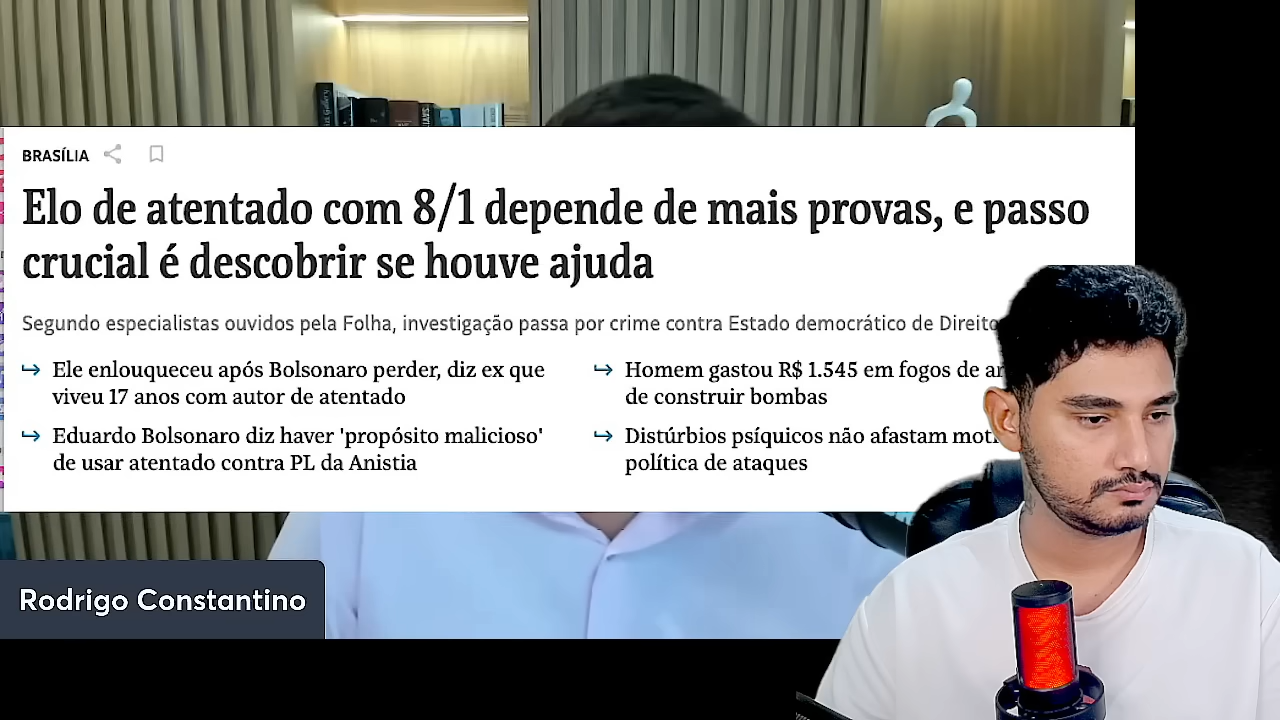 BRASÍLIA
Elo de atentado com 8/1 depende de mais provas, e passo
crucial é descobrir se houve ajuda
Segundo especialistas ouvidos pela Folha, investigação passa por crime contra Estado democrático de Direito
Ele enlouqueceu após Bolsonaro perder, diz ex que
viveu 17 anos com autor de atentado
Eduardo Bolsonaro diz haver 'propósito malicioso'
de usar atentado contra PL da Anistia
Homem gastou R$ 1.545 em fogos de
de construir bombas
Distúrbios psíquicos não afastam
política de ataques
Rodrigo Constantino